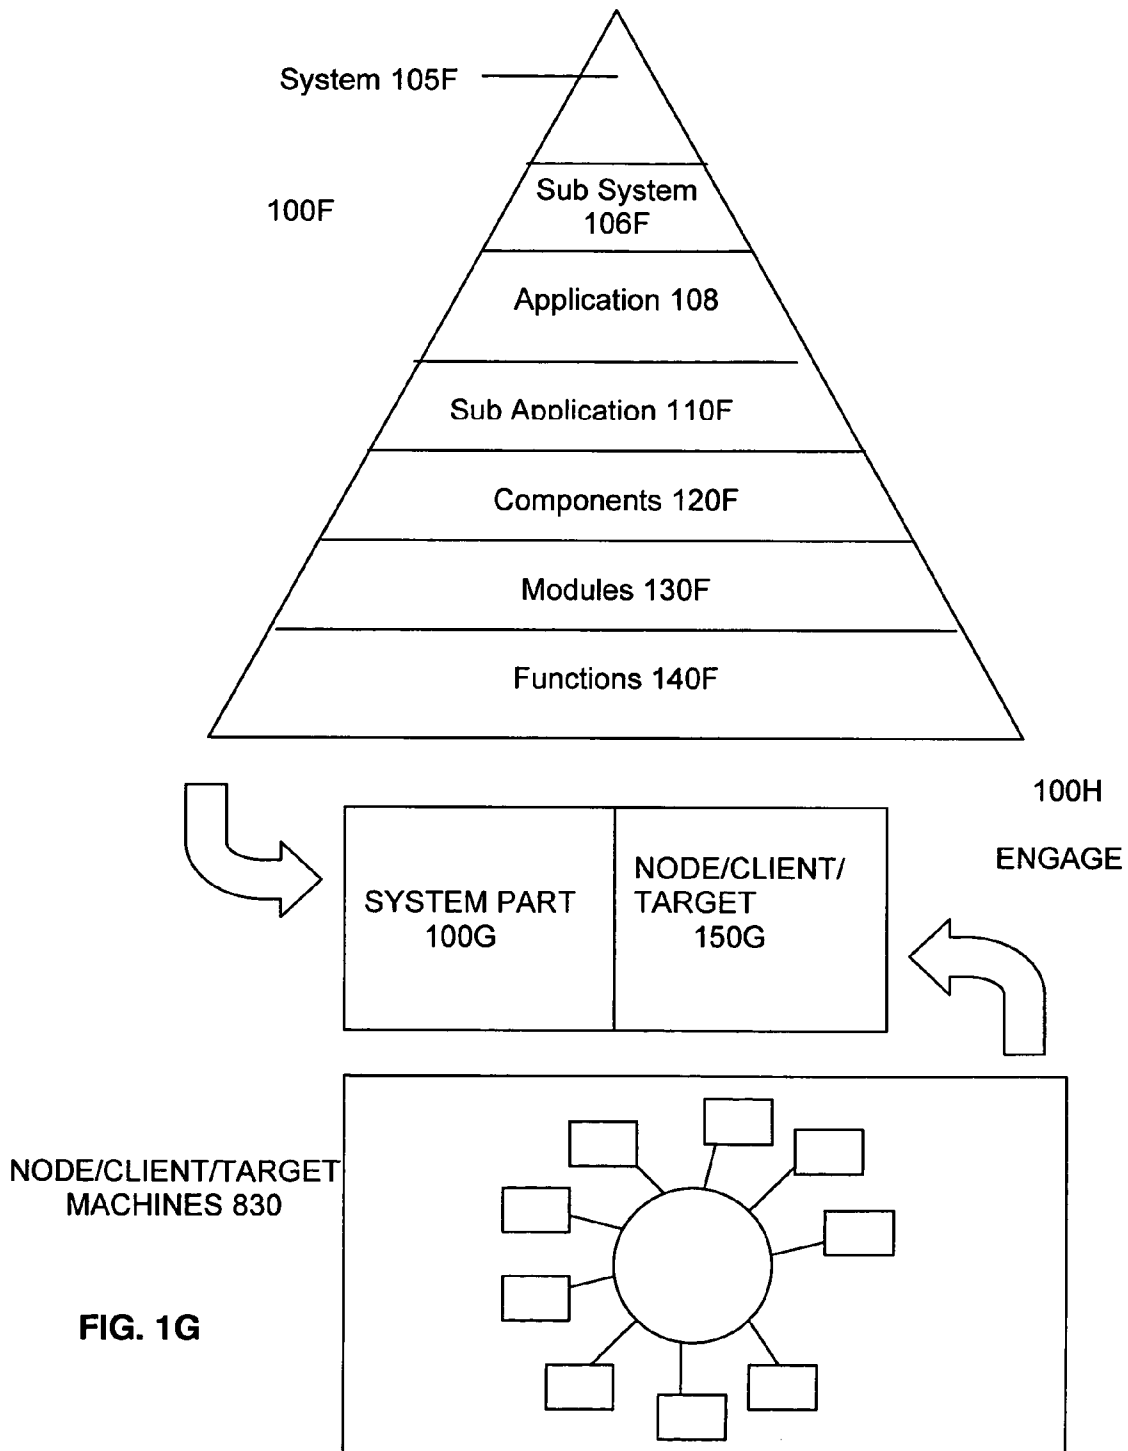 System 105F
100F
Sub System
106F
Application 108
Sub Application 110F
Components 120F
Modules 130F
Functions 140F
100H
ENGAGE
SYSTEM PART
100G
NODE/CLIENT/
TARGET
150G
NODE/CLIENT/TARGET
MACHINES 830
FIG. 1G